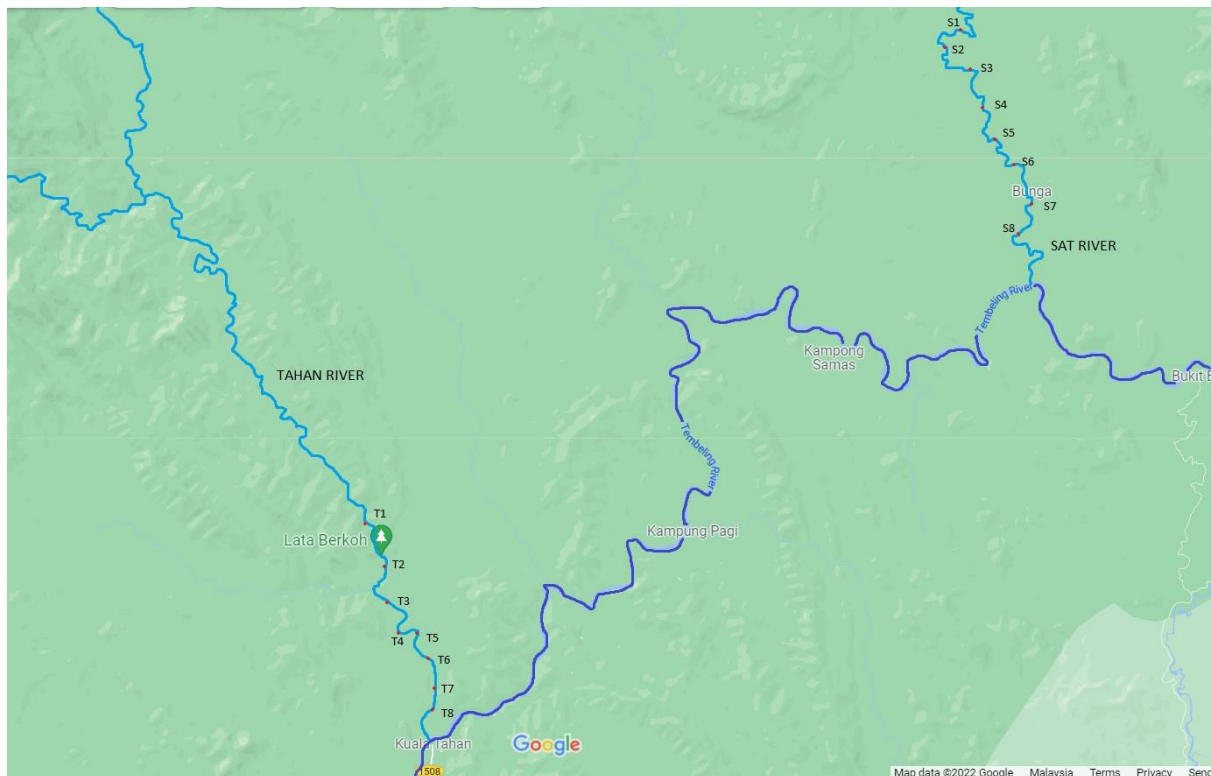 S1
S2
S3
S4
S5
S6
Bunga
S7
S8
SAT RIVER
Tembeling River
Kampong
Samas
TAHAN RIVER
Tembeling River
T1
Lata Berkoh
Kampung Pagi
T2
T3
T4
T5
T6
T7
T8
Kuala Tahan
Google
1508
Map data ©2022 Google Malaysia Terms Privacy